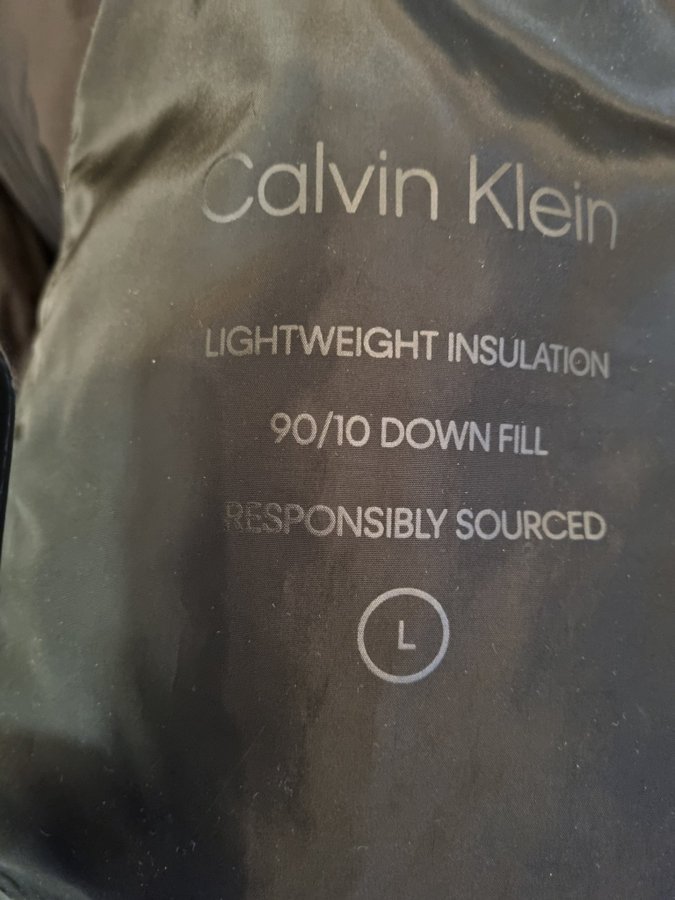 Calvin Klein
LIGHTWEIGHT INSULATION
90/10 DOWN FILL
RESPONSIBLY SOURCED
L